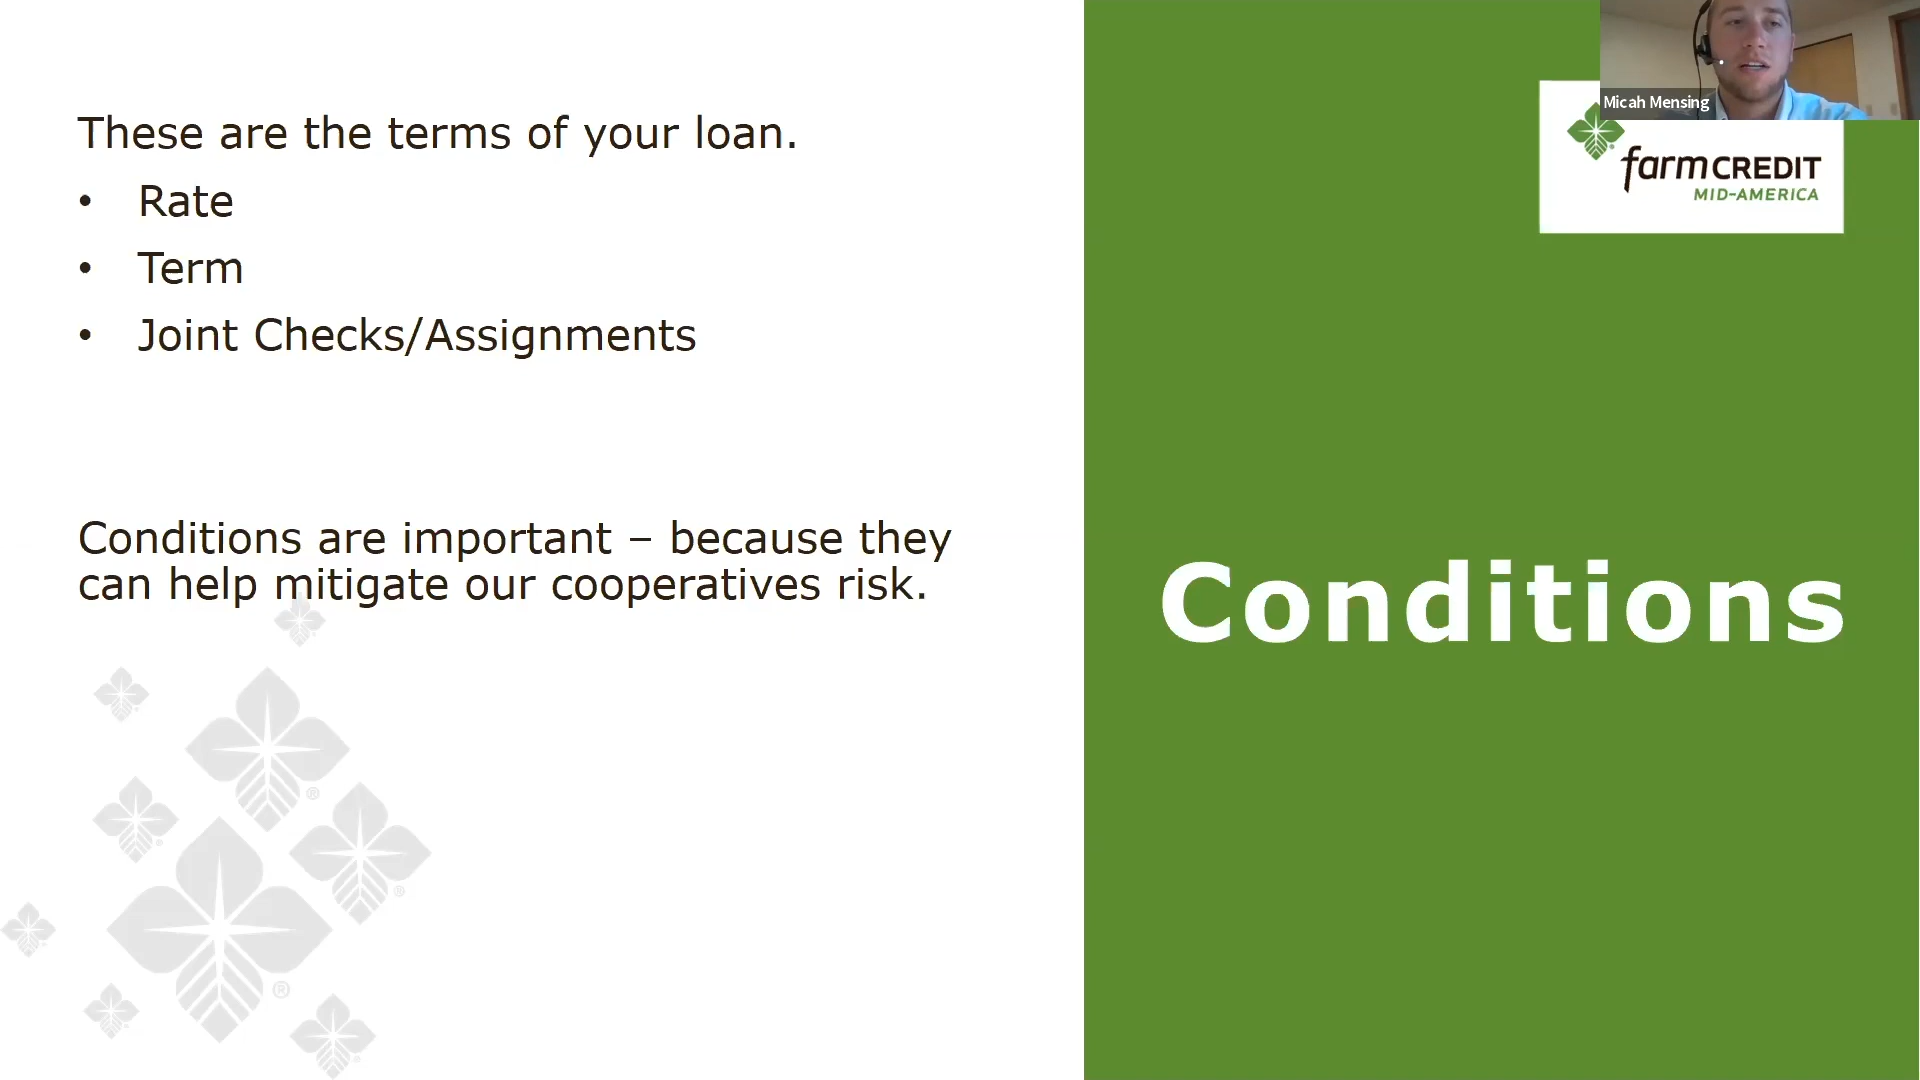 These are the terms of your loan.
• Rate
• Term
• Joint Checks/Assignments
Conditions are important – because they
can help mitigate our cooperatives risk.
Micah Mensing
farm CREDIT
MID-AMERICA
Conditions